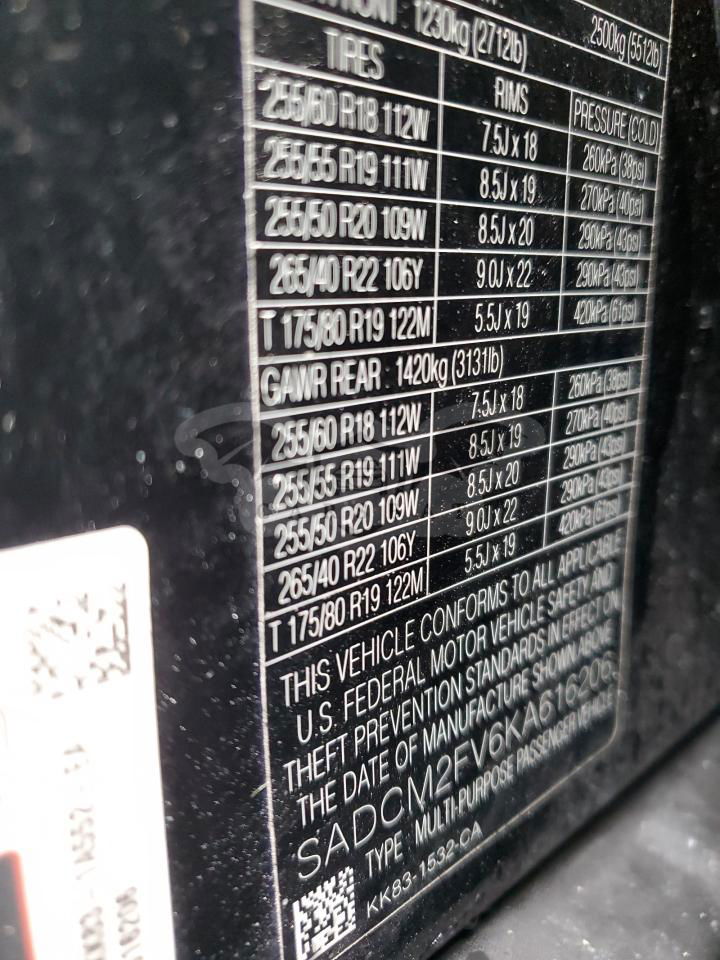 FRONT : 1230kg (2712lb)
2500kg (5512lb
TIRES RIMS PRESSURE (COLD)
255/60 R18 112W 7.5J x 18 260kPa (38psi)
255/55 R19 111W 8.5J x 19 270kPa (40psi)
255/50 R20 109W 8.5J x 20 290kPa (43psi)
265/40 R22 106Y 9.0J x 22 290kPa (43psi)
T 175/80 R19 122M 5.5J x 19 420kPa (61psi)
GAWR REAR : 1420kg (3131lb)
255/60 R18 112W 7.5J x 18 260kPa (38psi)
255/55 R19 111W 8.5J x 19 270kPa (40psi)
255/50 R20 109W 8.5J x 20 290kPa (43psi)
265/40 R22 106Y 9.0J x 22 290kPa (43psi)
T 175/80 R19 122M 5.5J x 19 420kPa (61psi)
THIS VEHICLE CONFORMS TO ALL APPLICABLE
U.S. FEDERAL MOTOR VEHICLE SAFETY AND
THEFT PREVENTION STANDARDS IN EFFECT ON
THE DATE OF MANUFACTURE SHOWN ABOVE
SADCM2FV6KA616206
TYPE : MULTI-PURPOSE PASSENGER VEHICLE
KK83-1532-CA